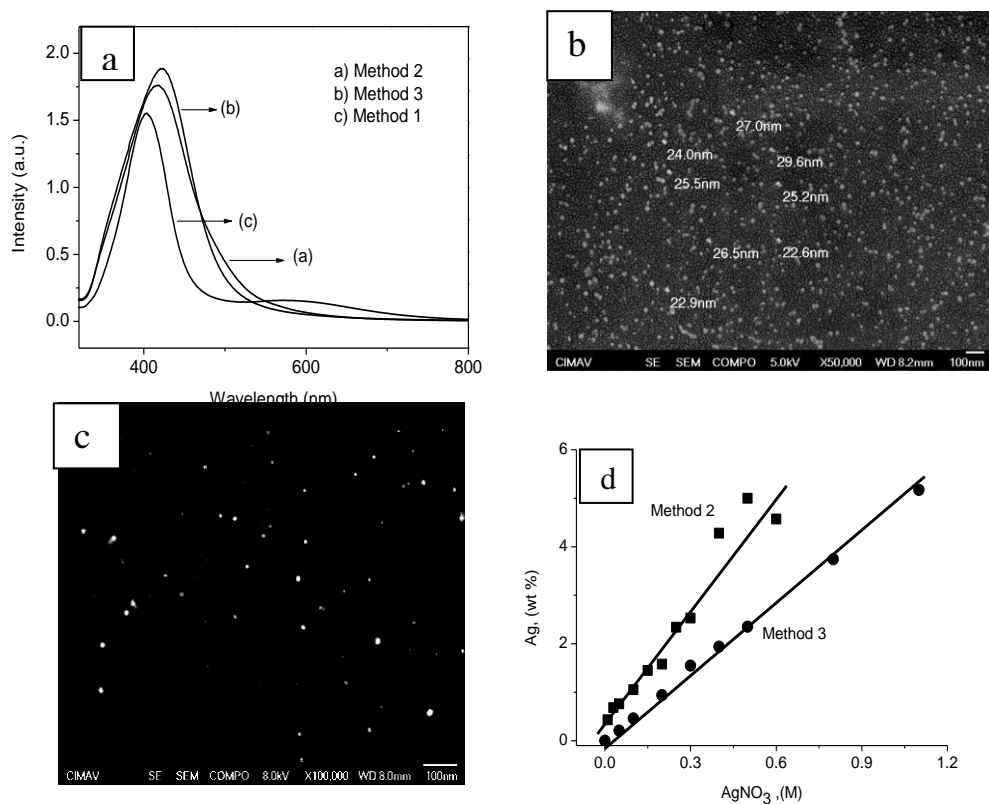 a
2.0
1.5
1.0
0.5
0.0
Intensity (a.u.)
a) Method 2
b) Method 3
c) Method 1
(b)
(c)
(a)
400 600 800
Wavelength (nm)
b
27.0nm
24.0nm
29.6nm
25.5nm
25.2nm
26.5nm
22.6nm
22.9nm
CIMAV SE SEM COMPO 5.0kV X50,000 WD 8.2mm 100nm
c
CIMAV SE SEM COMPO 8.0kV X100,000 WD 8.0mm 100nm
d
6
4
2
0
Ag, (wt %)
Method 2
Method 3
0.0 0.3 0.6 0.9 1.2
AgNO₃ ,(M)